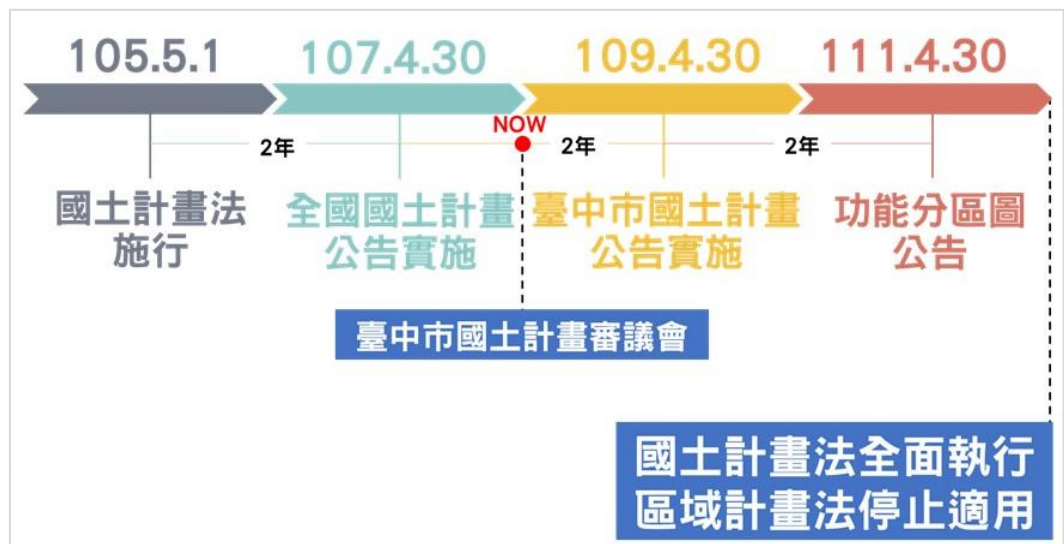 105.5.1
107.4.30
109.4.30
111.4.30
NOW
2年
2年
2年
國土計畫法
施行
全國國土計畫
公告實施
臺中市國土計畫
公告實施
功能分區圖
公告
臺中市國土計畫審議會
國土計畫法全面執行
區域計畫法停止適用